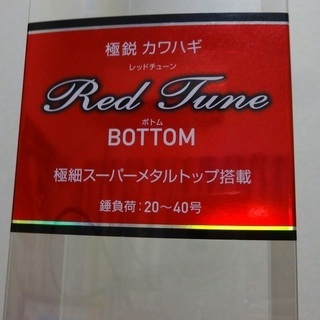 極鋭 カワハギ
レッドチューン
Red Tune
ボトム
BOTTOM
極細スーパーメタルトップ搭載
錘負荷:20～40号